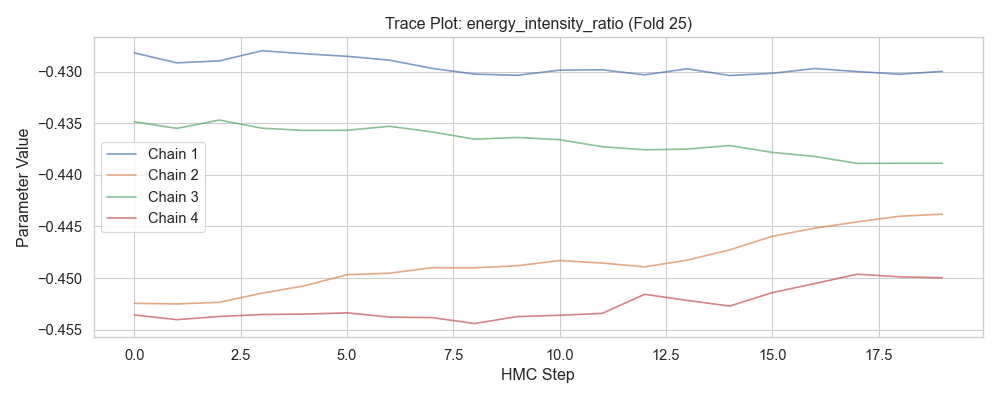 Trace Plot: energy_intensity_ratio (Fold 25)
Parameter Value
−0.430
−0.435
−0.440
−0.445
−0.450
−0.455
Chain 1
Chain 2
Chain 3
Chain 4
0.0 2.5 5.0 7.5 10.0 12.5 15.0 17.5
HMC Step